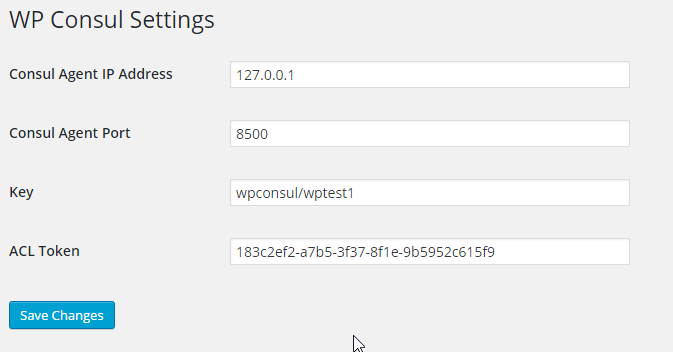 WP Consul Settings
Consul Agent IP Address 127.0.0.1
Consul Agent Port 8500
Key wpconsul/wptest1
ACL Token 183c2ef2-a7b5-3f37-8f1e-9b5952c615f9
Save Changes